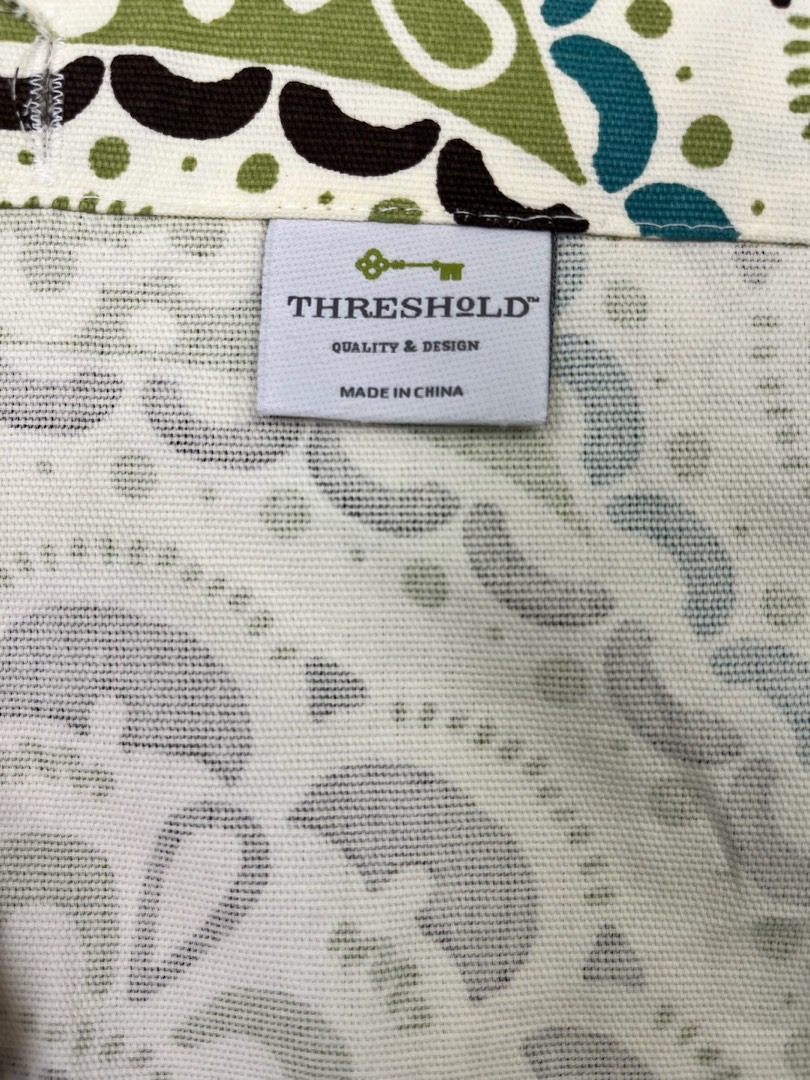 THRESHOLD™
QUALITY & DESIGN
MADE IN CHINA